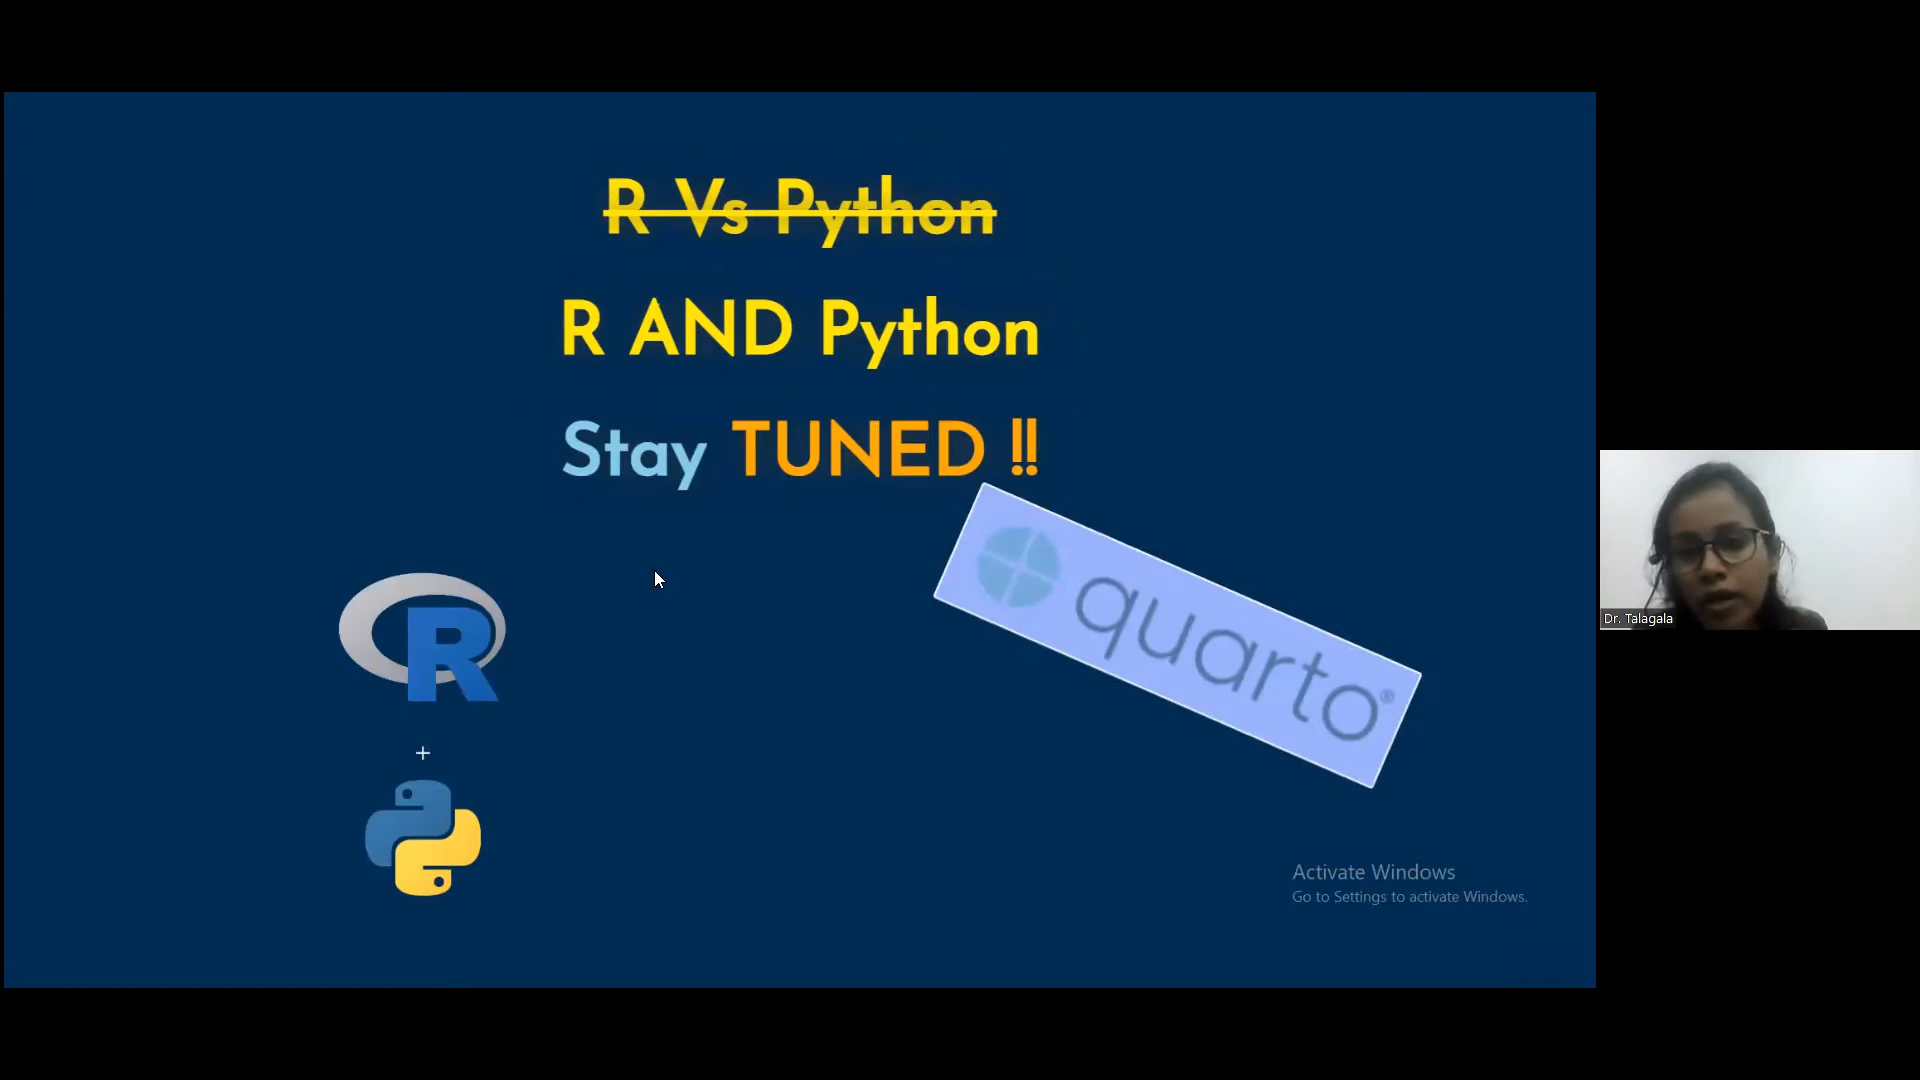 R Vs Python
R AND Python
Stay TUNED !!
quarto®
R
+
Dr. Talagala
Activate Windows
Go to Settings to activate Windows.